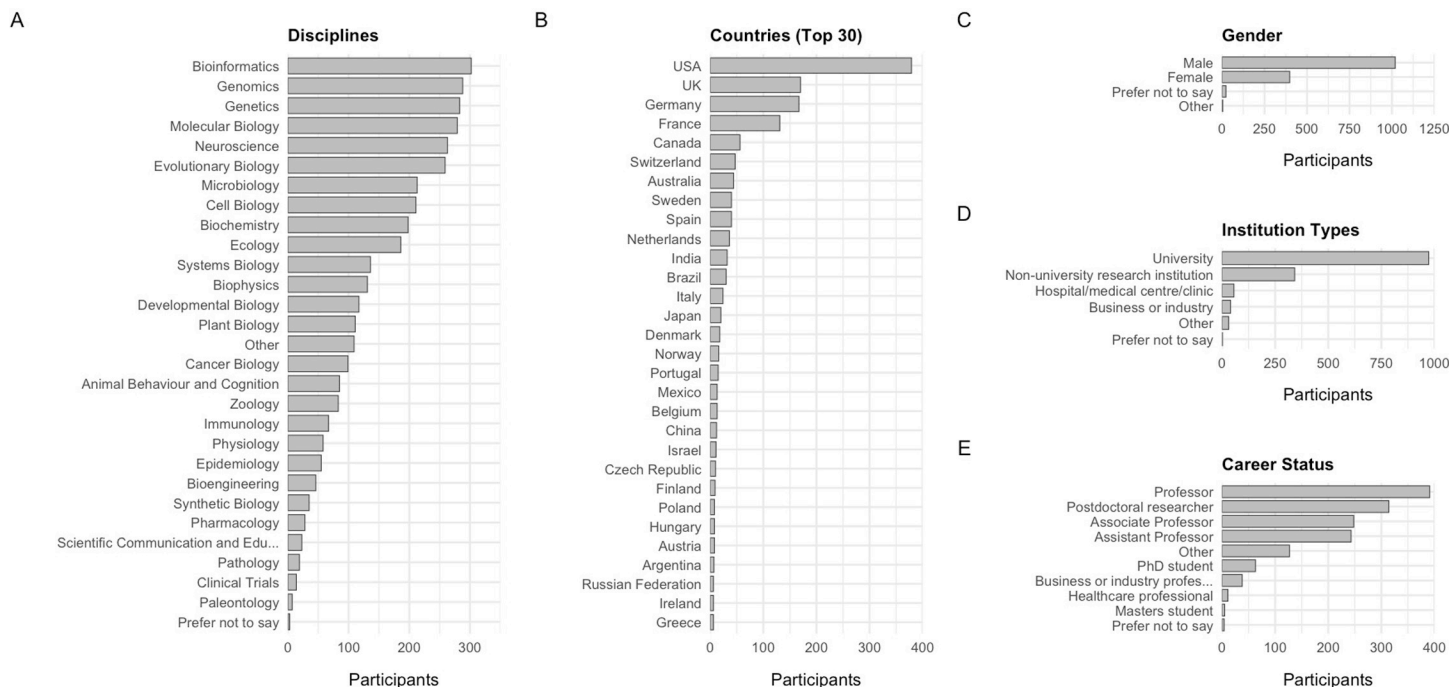 A
Disciplines
Bioinformatics
Genomics
Genetics
Molecular Biology
Neuroscience
Evolutionary Biology
Microbiology
Cell Biology
Biochemistry
Ecology
Systems Biology
Biophysics
Developmental Biology
Plant Biology
Other
Cancer Biology
Animal Behaviour and Cognition
Zoology
Immunology
Physiology
Epidemiology
Bioengineering
Synthetic Biology
Pharmacology
Scientific Communication and Edu...
Pathology
Clinical Trials
Paleontology
Prefer not to say
0 100 200 300
Participants
B
Countries (Top 30)
USA
UK
Germany
France
Canada
Switzerland
Australia
Sweden
Spain
Netherlands
India
Brazil
Italy
Japan
Denmark
Norway
Portugal
Mexico
Belgium
China
Israel
Czech Republic
Finland
Poland
Hungary
Austria
Argentina
Russian Federation
Ireland
Greece
0 100 200 300 400
Participants
C
Gender
Male
Female
Prefer not to say
Other
0 250 500 750 1000 1250
Participants
D
Institution Types
University
Non-university research institution
Hospital/medical centre/clinic
Business or industry
Other
Prefer not to say
0 250 500 750 1000
Participants
E
Career Status
Professor
Postdoctoral researcher
Associate Professor
Assistant Professor
Other
PhD student
Business or industry profes...
Healthcare professional
Masters student
Prefer not to say
0 100 200 300 400
Participants